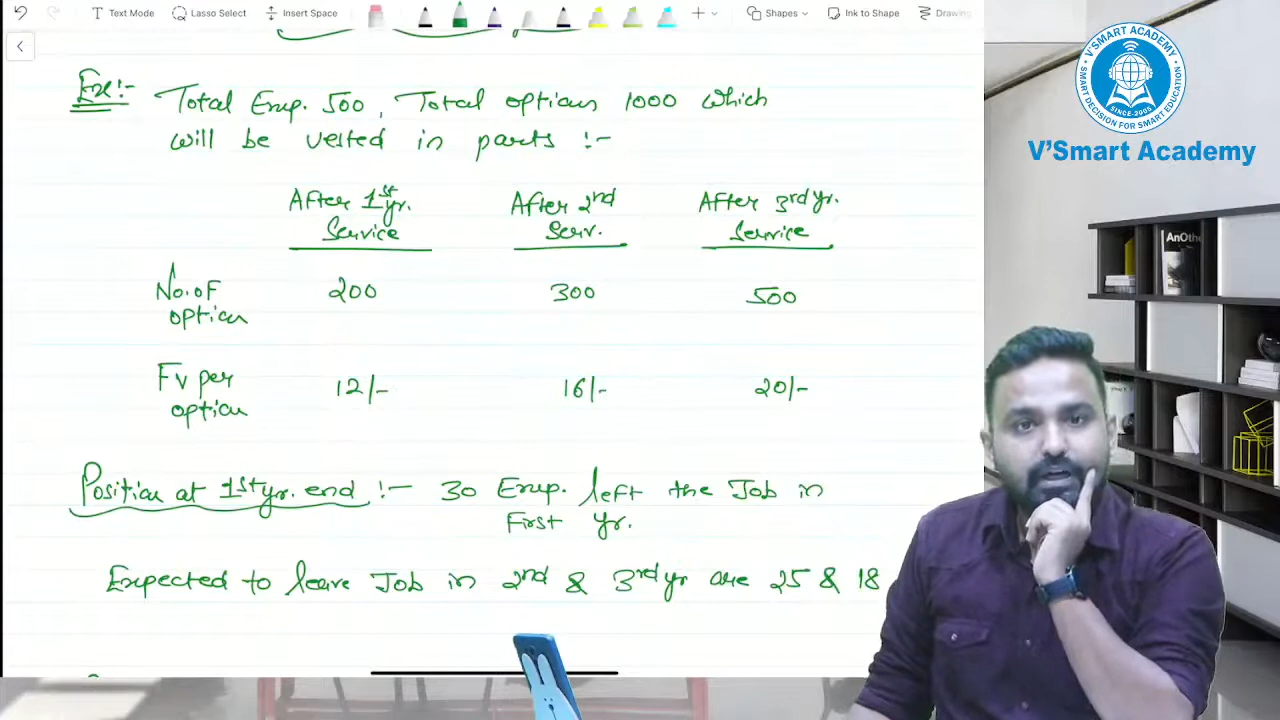 Text Mode Lasso Select Insert Space Shapes Ink to Shape Drawing
Ex:-
Total Emp. 500, Total options 1000 which
will be vested in parts :-
After 1st yr. Service
After 2nd Serv.
After 3rd yr. Service
No. of option 200 300 500
FV per option 12/- 16/- 20/-
Position at 1st yr. end :- 30 Emp. left the Job in
First yr.
Expected to leave Job in 2nd & 3rd yr are 25 & 18
V'SMART ACADEMY
SINCE-2005
SMART DECISION FOR SMART EDUCATION
V'Smart Academy
AnOthe